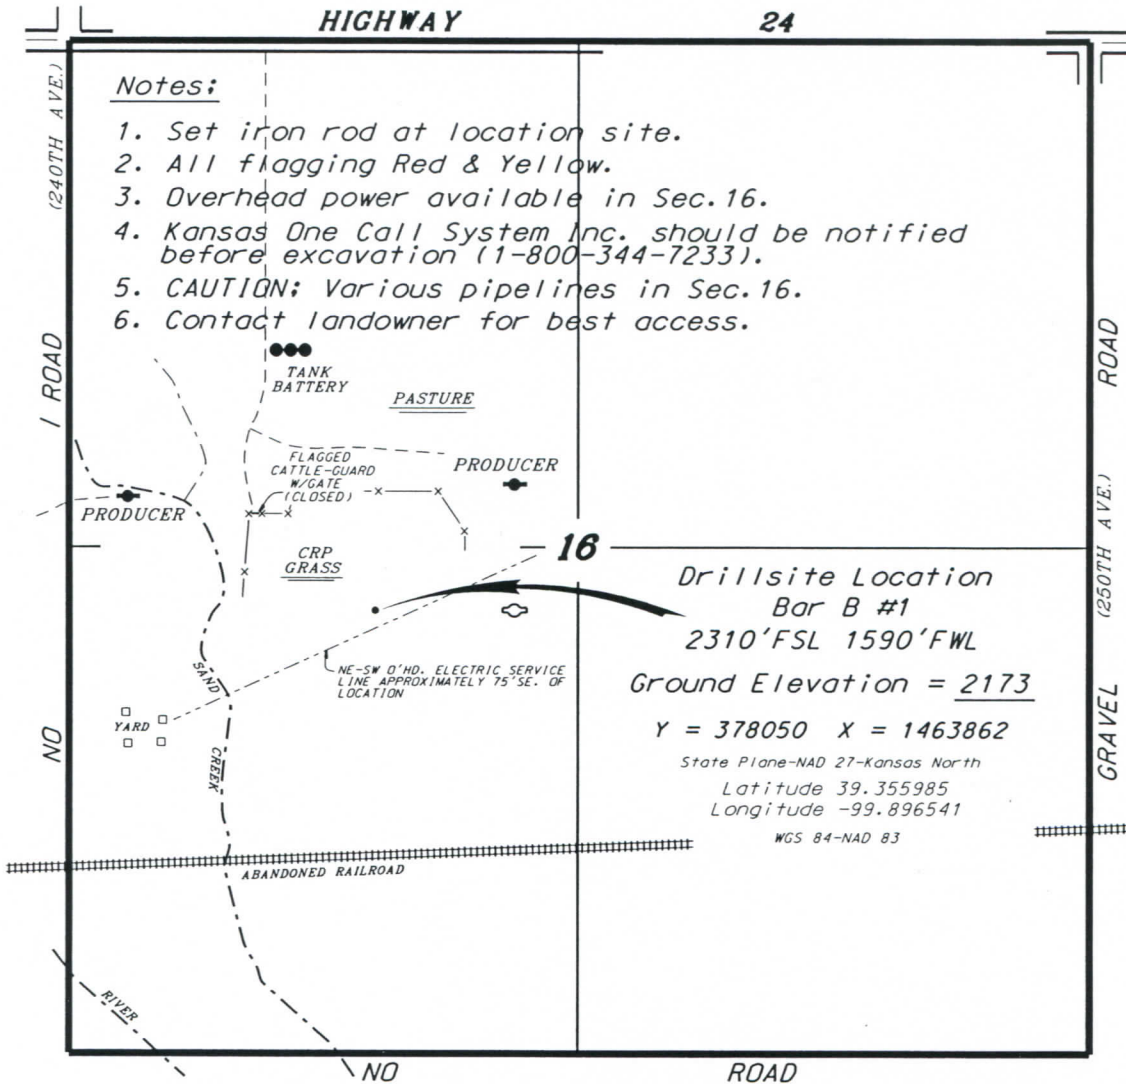 HIGHWAY 24
(240TH AVE.)
Notes:
1. Set iron rod at location site.
2. All flagging Red & Yellow.
3. Overhead power available in Sec.16.
4. Kansas One Call System Inc. should be notified
before excavation (1-800-344-7233).
5. CAUTION: Various pipelines in Sec.16.
6. Contact landowner for best access.
I ROAD
ROAD
TANK
BATTERY
PASTURE
FLAGGED
CATTLE-GUARD
W/GATE
(CLOSED)
PRODUCER
PRODUCER
(250TH AVE.)
16
CRP
GRASS
Drillsite Location
Bar B #1
2310'FSL 1590'FWL
Ground Elevation = 2173
Y = 378050 X = 1463862
State Plane-NAD 27-Kansas North
Latitude 39.355985
Longitude -99.896541
WGS 84-NAD 83
NE-SW O'HD. ELECTRIC SERVICE
LINE APPROXIMATELY 75'SE. OF
LOCATION
SAND
YARD
NO
CREEK
GRAVEL
ABANDONED RAILROAD
RIVER
NO ROAD